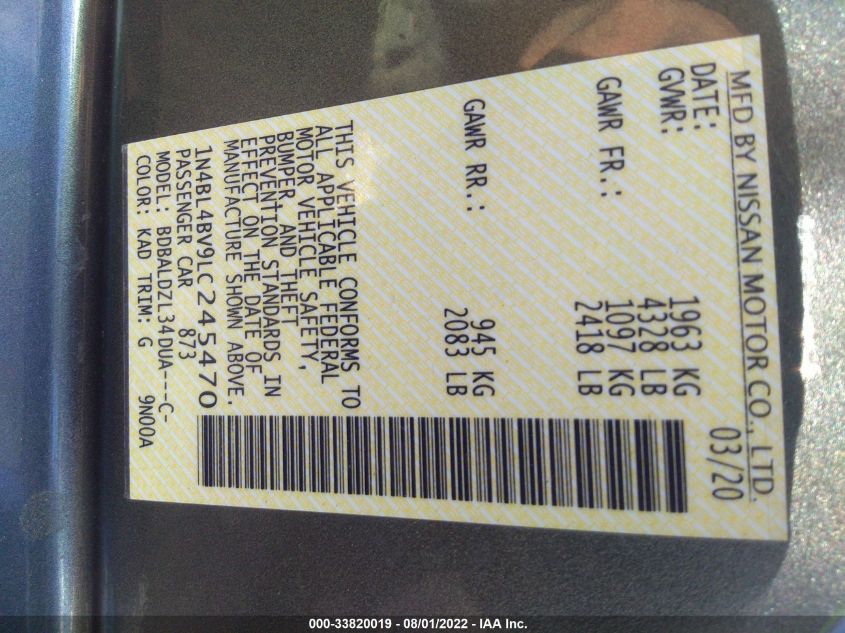 MFD BY NISSAN MOTOR CO., LTD.
DATE: 03/20
GVWR: 1963 KG
4328 LB
GAWR FR.: 1097 KG
2418 LB
GAWR RR.: 945 KG
2083 LB
THIS VEHICLE CONFORMS TO
ALL APPLICABLE FEDERAL
MOTOR VEHICLE SAFETY,
BUMPER, AND THEFT
PREVENTION STANDARDS IN
EFFECT ON THE DATE OF
MANUFACTURE SHOWN ABOVE.
1N4BL4BV9LC245470
PASSENGER CAR 873
MODEL: BDBALDZL34DUA---C-
COLOR: KAD TRIM: G 9N00A
000-33820019 - 08/01/2022 - IAA Inc.